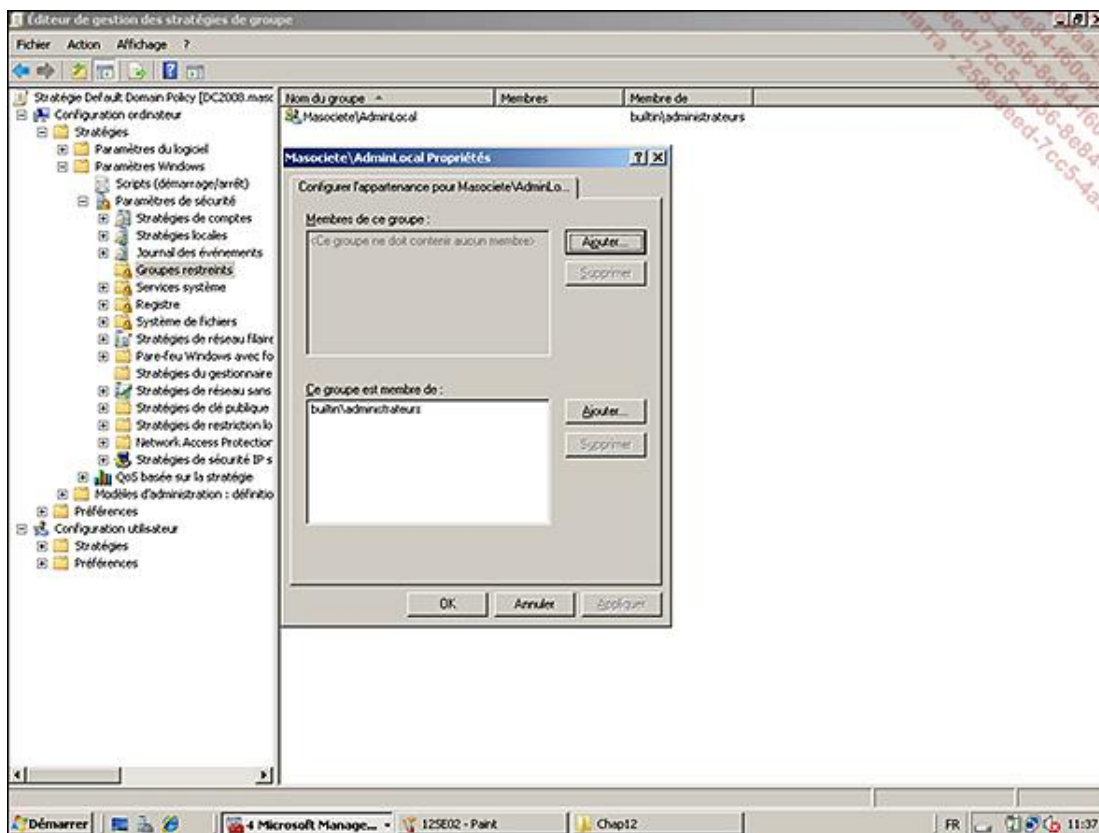 Éditeur de gestion des stratégies de groupe
Fichier Action Affichage ?
Stratégie Default Domain Policy [DC2008.masc
Configuration ordinateur
Stratégies
Paramètres du logiciel
Paramètres Windows
Scripts (démarrage/arrêt)
Paramètres de sécurité
Stratégies de comptes
Stratégies locales
Journal des événements
Groupes restreints
Services système
Registre
Système de fichiers
Stratégies de réseau filaire
Pare-feu Windows avec fo
Stratégies du gestionnaire
Stratégies de réseau sans
Stratégies de clé publique
Stratégies de restriction lo
Network Access Protection
Stratégies de sécurité IP s
QoS basée sur la stratégie
Modèles d'administration : définitio
Préférences
Configuration utilisateur
Stratégies
Préférences
Nom du groupe Membres Membre de
Masociete\AdminLocal builtin\administrateurs
Masociete\AdminLocal Propriétés
Configurer l'appartenance pour Masociete\AdminLo...
Membres de ce groupe :
<Ce groupe ne doit contenir aucun membre>
Ajouter...
Supprimer
Ce groupe est membre de :
builtin\administrateurs
Ajouter...
Supprimer
OK Annuler Appliquer
Démarrer 4 Microsoft Manage... 12SE02 - Paint Chap12 FR 11:37